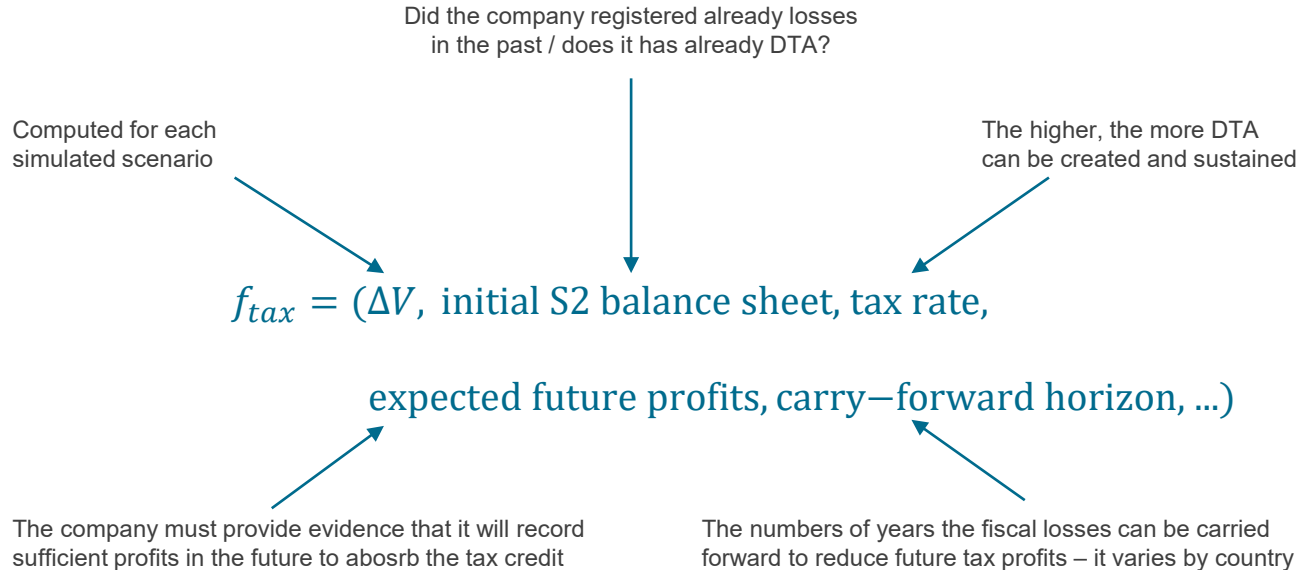 Did the company registered already losses
in the past / does it has already DTA?
Computed for each
simulated scenario
The higher, the more DTA
can be created and sustained
f_{tax} = (ΔV, initial S2 balance sheet, tax rate,
expected future profits, carry−forward horizon, ...)
The company must provide evidence that it will record
sufficient profits in the future to abosrb the tax credit
The numbers of years the fiscal losses can be carried
forward to reduce future tax profits – it varies by country